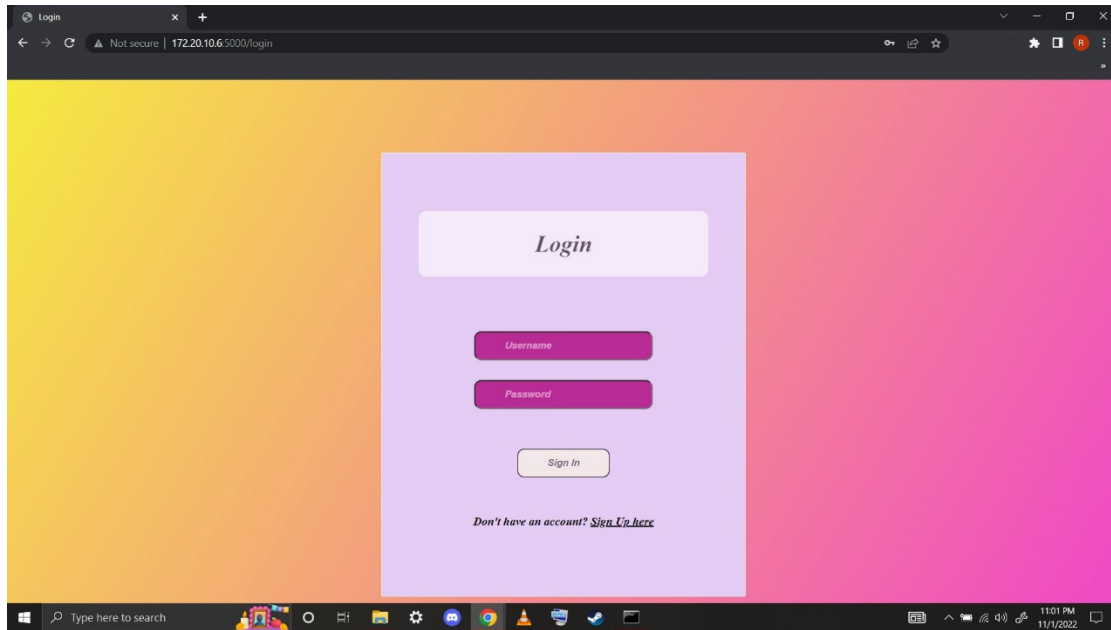 Login
Not secure | 172.20.10.6:5000/login
R
Login
Username
Password
Sign In
Don't have an account? Sign Up here
Type here to search
11:01 PM
11/1/2022